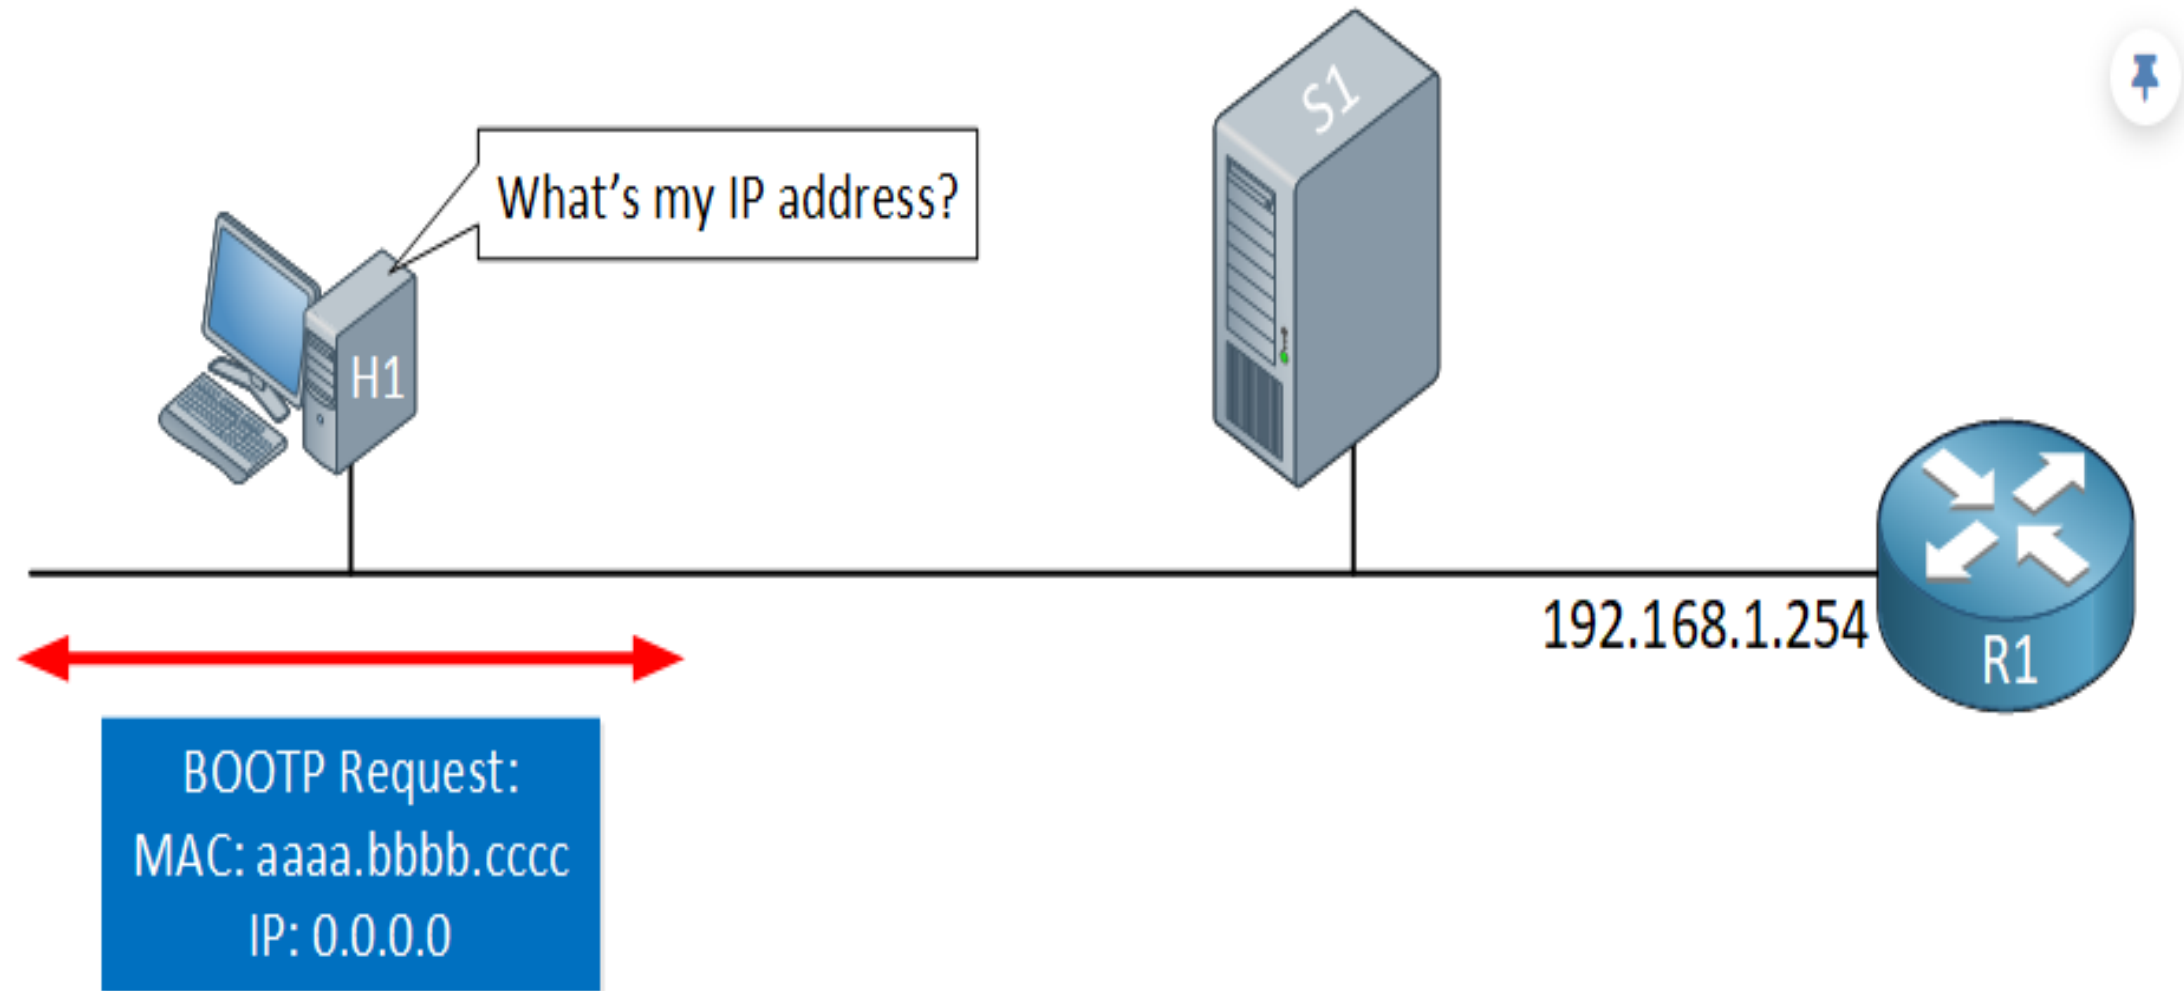 What's my IP address?
S1
H1
192.168.1.254
R1
BOOTP Request:
MAC: aaaa.bbbb.cccc
IP: 0.0.0.0